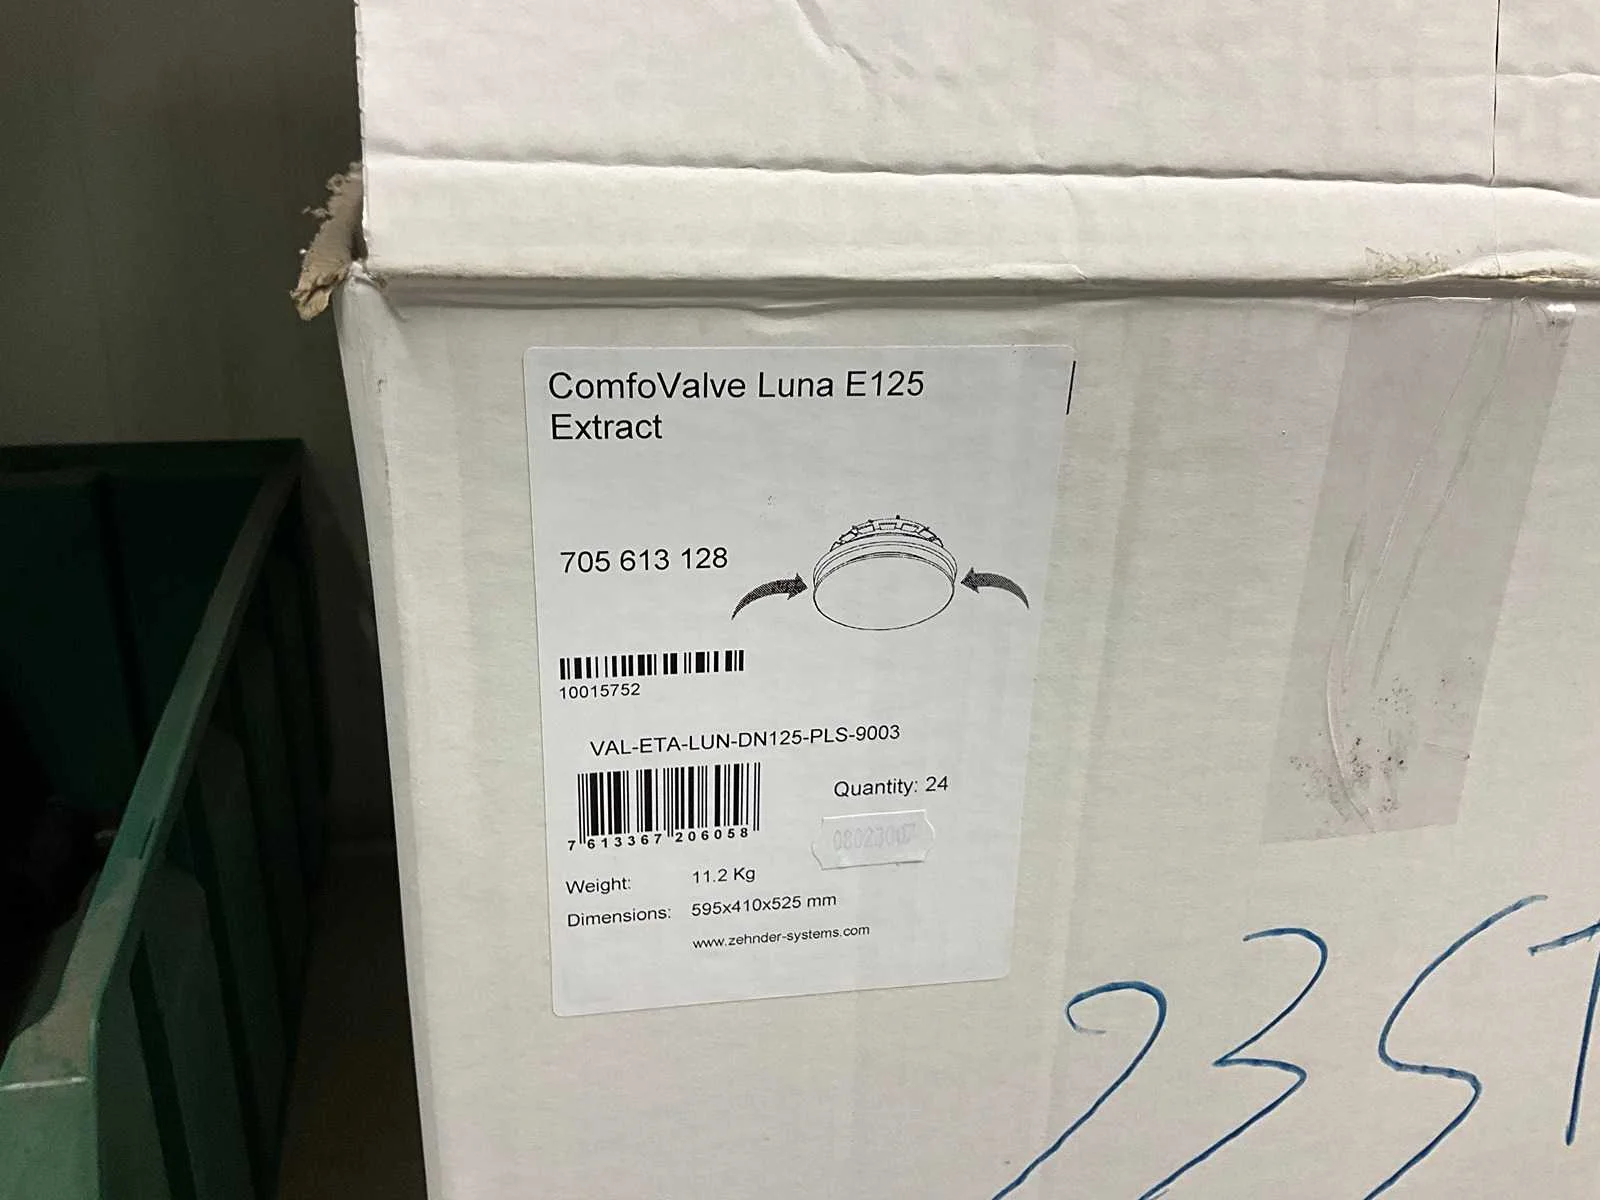 ComfoValve Luna E125
Extract
705 613 128
10015752
VAL-ETA-LUN-DN125-PLS-9003
7 613367 206058
Quantity: 24
Weight: 11.2 Kg
Dimensions: 595x410x525 mm
www.zehnder-systems.com